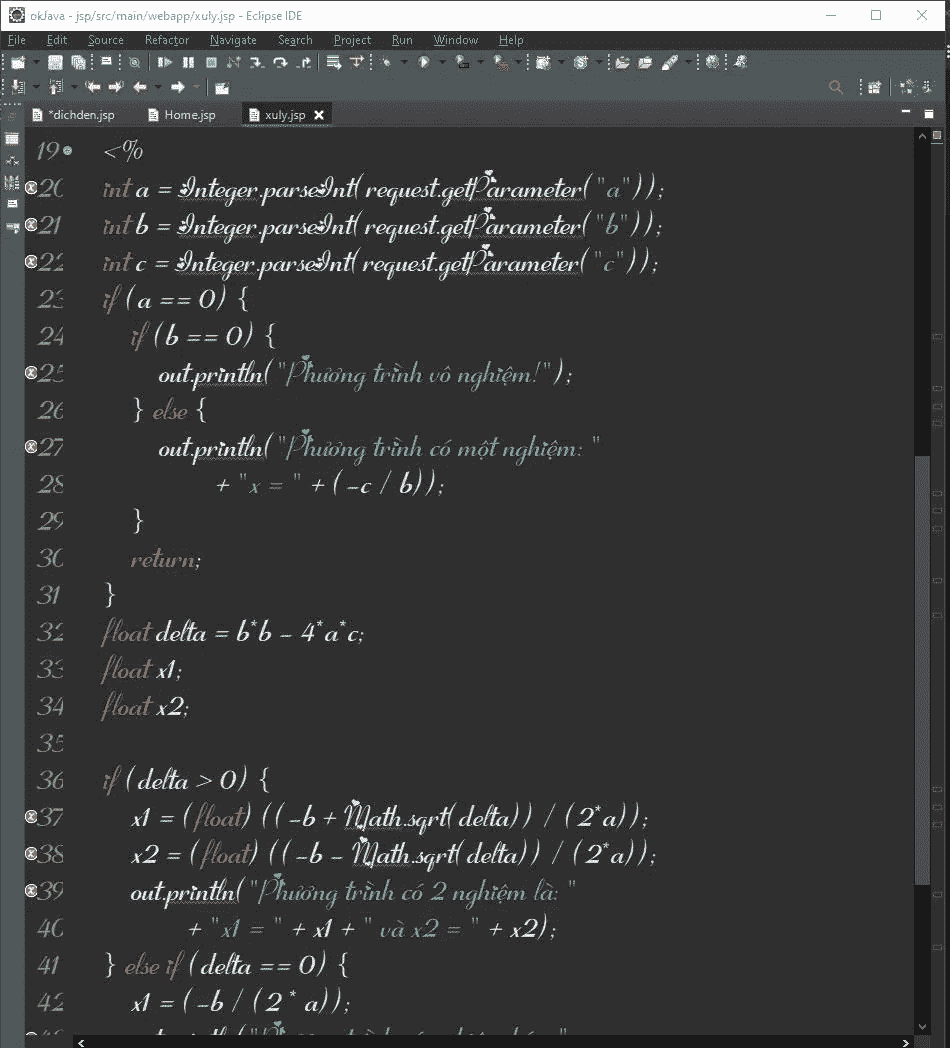 okJava - jsp/src/main/webapp/xuly.jsp - Eclipse IDE
File Edit Source Refactor Navigate Search Project Run Window Help
*dichden.jsp Home.jsp xuly.jsp
19 <%
20 int a = Integer.parseInt(request.getParameter("a"));
21 int b = Integer.parseInt(request.getParameter("b"));
22 int c = Integer.parseInt(request.getParameter("c"));
23 if (a == 0) {
24 if (b == 0) {
25 out.println("Phương trình vô nghiệm!");
26 } else {
27 out.println("Phương trình có một nghiệm: "
28 + "x = " + (-c / b));
29 }
30 return;
31 }
32 float delta = b*b - 4*a*c;
33 float x1;
34 float x2;
35
36 if (delta > 0) {
37 x1 = (float) ((-b + Math.sqrt(delta)) / (2*a));
38 x2 = (float) ((-b - Math.sqrt(delta)) / (2*a));
39 out.println("Phương trình có 2 nghiệm là: "
40 + "x1 = " + x1 + " và x2 = " + x2);
41 } else if (delta == 0) {
42 x1 = (-b / (2 * a));